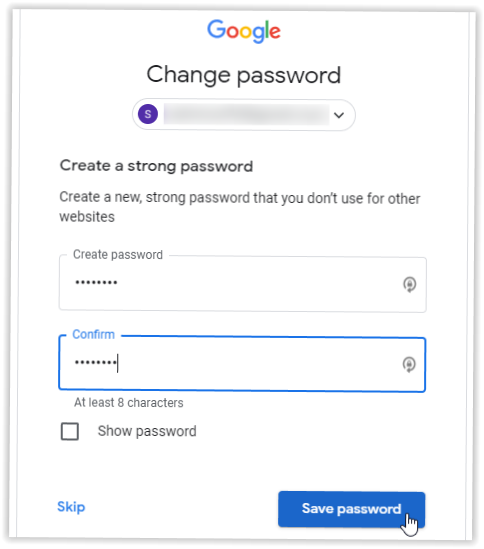 Google
Change password
S
Create a strong password
Create a new, strong password that you don't use for other
websites
Create password
••••••••
Confirm
••••••••
At least 8 characters
Show password
Skip
Save password